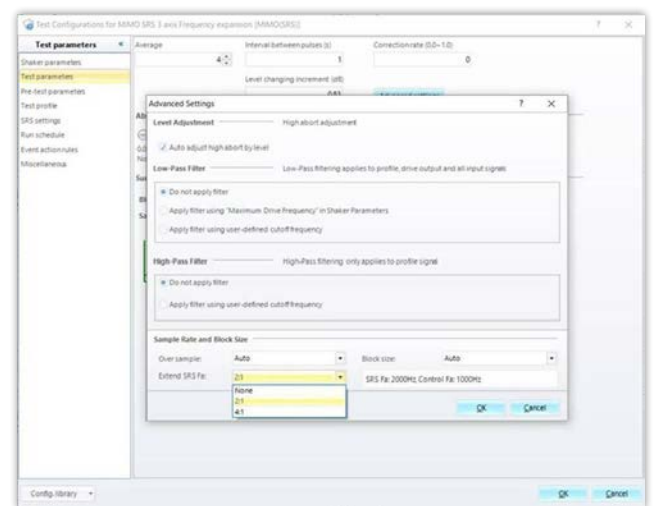 Test Configurations for MIMO SRS 3 axis Frequency expansion [MIMO(SRS)]
? ×
Test parameters «
Shaker parameters
Test parameters
Pre-test parameters
Test profile
SRS settings
Run schedule
Event action rules
Miscellaneous
Average
Interval between pulses (s)
Correction rate (0.0~1.0)
4
1
0
Level changing increment (dB)
Advanced Settings
? ×
Level Adjustment
High abort adjustment
Auto adjust high abort by level
Low-Pass Filter
Low-Pass filtering applies to profile, drive output and all input signals
Do not apply filter
Apply filter using "Maximum Drive Frequency" in Shaker Parameters
Apply filter using user-defined cutoff frequency
High-Pass Filter
High-Pass filtering only applies to profile signal
Do not apply filter
Apply filter using user-defined cutoff frequency
Sample Rate and Block Size
Over sample:
Auto
Block size:
Auto
Extend SRS Fa:
2:1
SRS Fa: 2000Hz, Control Fa: 1000Hz
None
2:1
4:1
OK
Cancel
Config. library
OK
Cancel